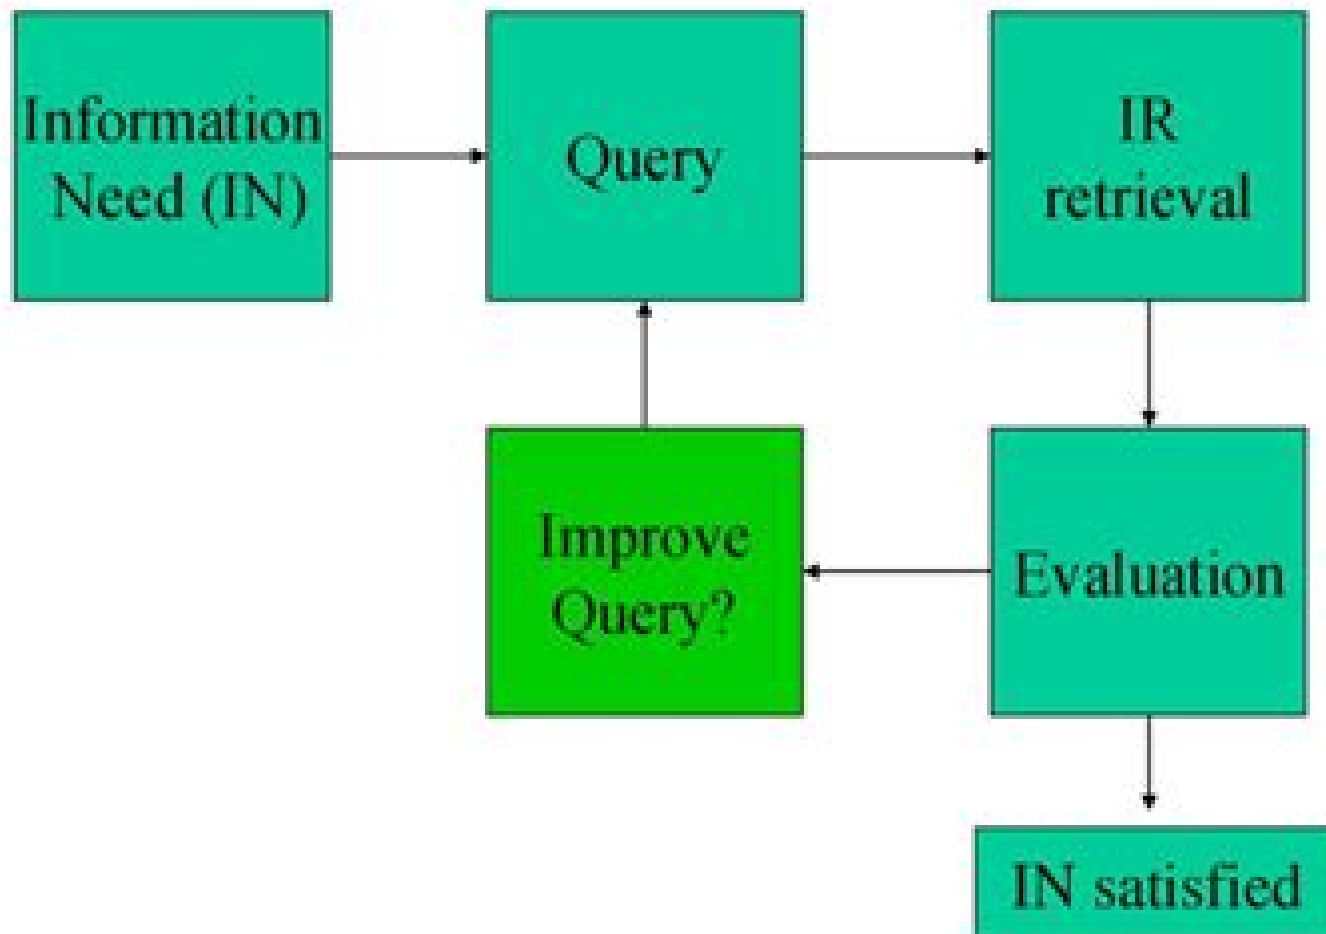 Information
Need (IN)
Query
IR
retrieval
Improve
Query?
Evaluation
IN satisfied